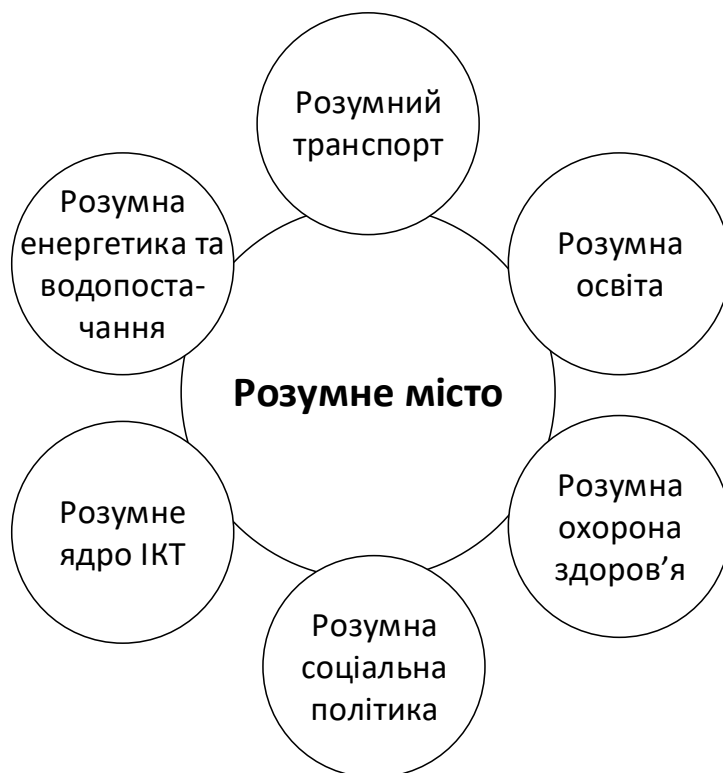 Розумний
транспорт
Розумна
енергетика та
водопоста-
чання
Розумна
освіта
Розумне місто
Розумне
ядро ІКТ
Розумна
охорона
здоров’я
Розумна
соціальна
політика